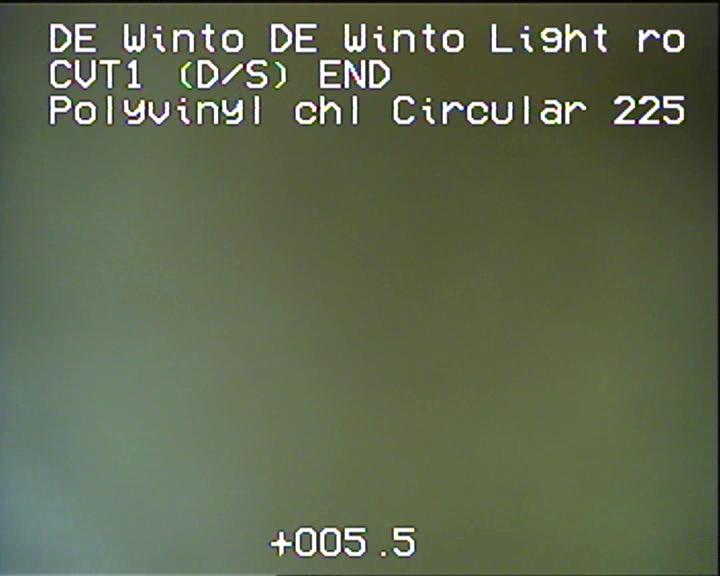 DE Winto DE Winto Light ro
CVT1 (D/S) END
Polyvinyl chl Circular 225
+005.5